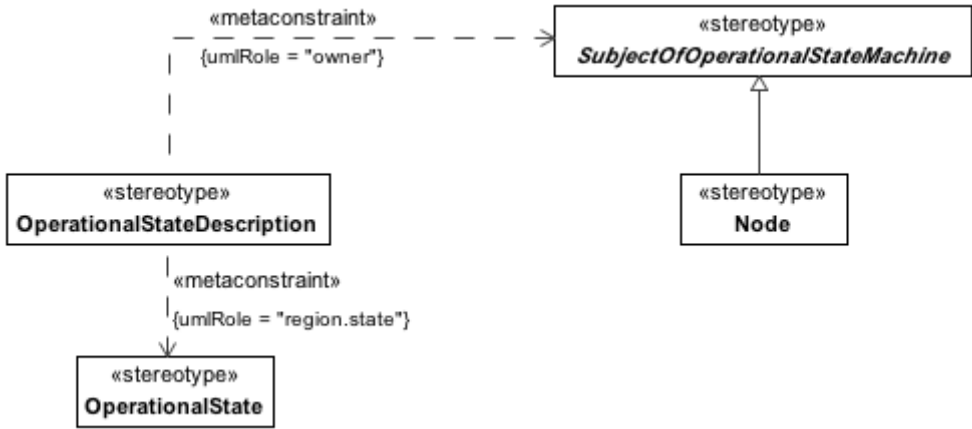 «metaconstraint»
{umlRole = "owner"}
«stereotype»
SubjectOfOperationalStateMachine
«stereotype»
OperationalStateDescription
«stereotype»
Node
«metaconstraint»
{umlRole = "region.state"}
«stereotype»
OperationalState